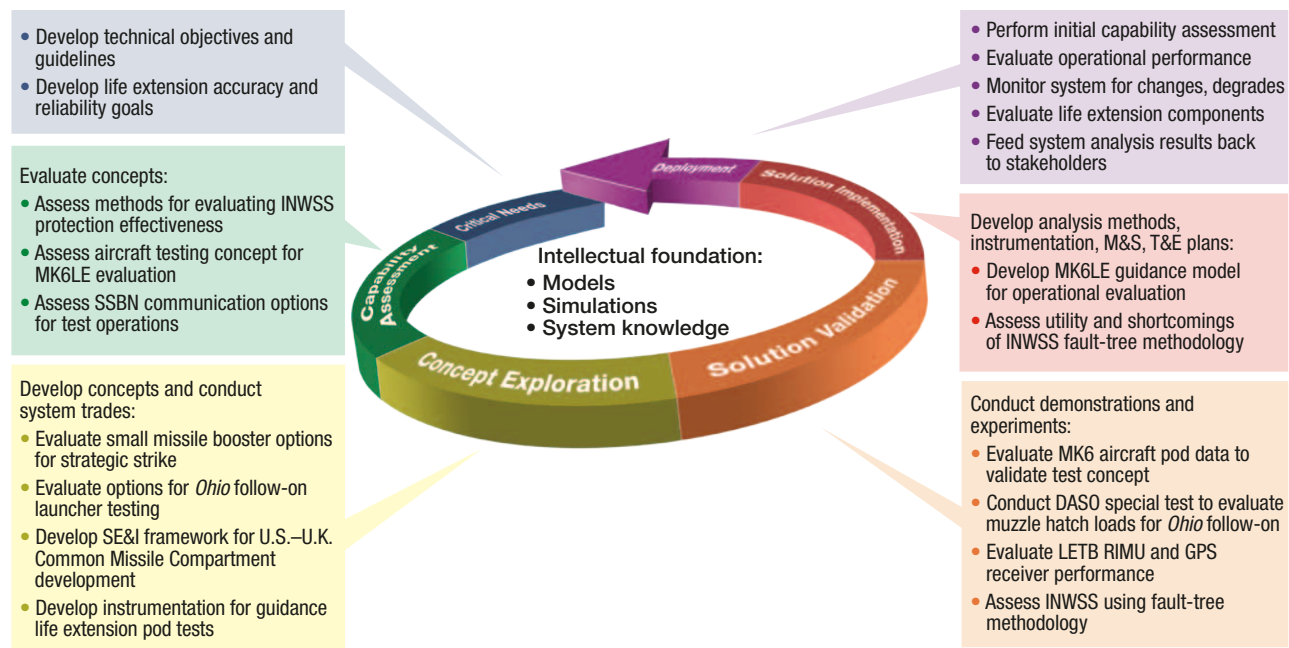 • Develop technical objectives and
guidelines
• Develop life extension accuracy and
reliability goals
Evaluate concepts:
• Assess methods for evaluating INWSS
protection effectiveness
• Assess aircraft testing concept for
MK6LE evaluation
• Assess SSBN communication options
for test operations
Develop concepts and conduct
system trades:
• Evaluate small missile booster options
for strategic strike
• Evaluate options for Ohio follow-on
launcher testing
• Develop SE&I framework for U.S.–U.K.
Common Missile Compartment
development
• Develop instrumentation for guidance
life extension pod tests
Critical Needs
Capability
Assessment
Concept Exploration
Solution Validation
Solution Implementation
Deployment
Intellectual foundation:
• Models
• Simulations
• System knowledge
• Perform initial capability assessment
• Evaluate operational performance
• Monitor system for changes, degrades
• Evaluate life extension components
• Feed system analysis results back
to stakeholders
Develop analysis methods,
instrumentation, M&S, T&E plans:
• Develop MK6LE guidance model
for operational evaluation
• Assess utility and shortcomings
of INWSS fault-tree methodology
Conduct demonstrations and
experiments:
• Evaluate MK6 aircraft pod data to
validate test concept
• Conduct DASO special test to evaluate
muzzle hatch loads for Ohio follow-on
• Evaluate LETB RIMU and GPS
receiver performance
• Assess INWSS using fault-tree
methodology